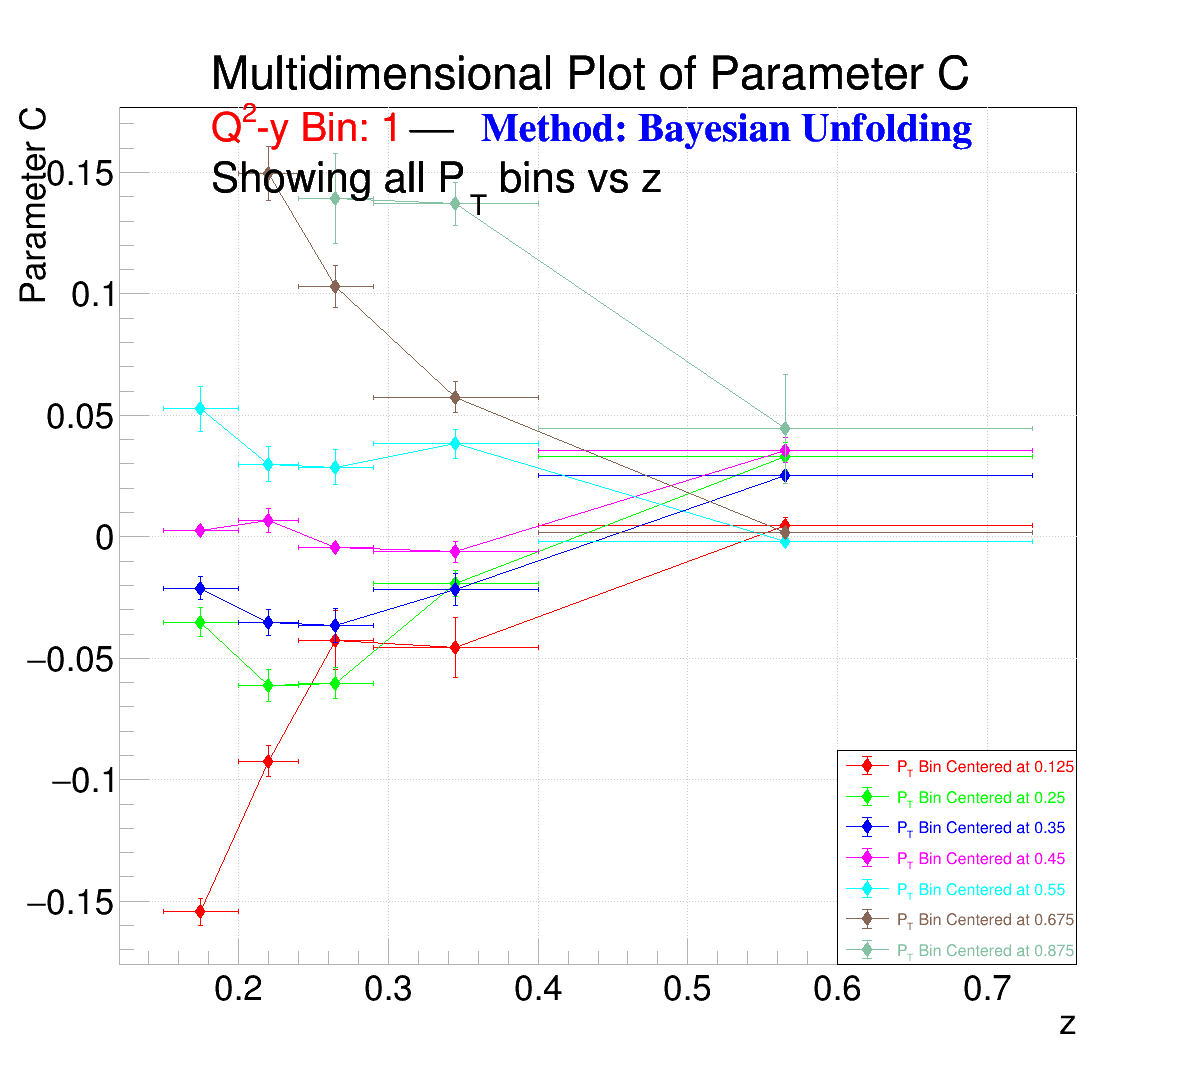 Multidimensional Plot of Parameter C
Q²-y Bin: 1 — Method: Bayesian Unfolding
Showing all P_T bins vs z
Parameter C
0.15
0.1
0.05
0
−0.05
−0.1
−0.15
P_T Bin Centered at 0.125
P_T Bin Centered at 0.25
P_T Bin Centered at 0.35
P_T Bin Centered at 0.45
P_T Bin Centered at 0.55
P_T Bin Centered at 0.675
P_T Bin Centered at 0.875
0.2 0.3 0.4 0.5 0.6 0.7
z